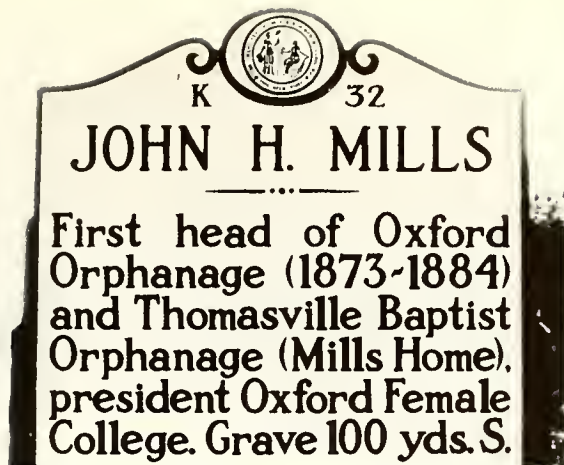 K 32
JOHN H. MILLS
First head of Oxford
Orphanage (1873-1884)
and Thomasville Baptist
Orphanage (Mills Home),
president Oxford Female
College. Grave 100 yds. S.